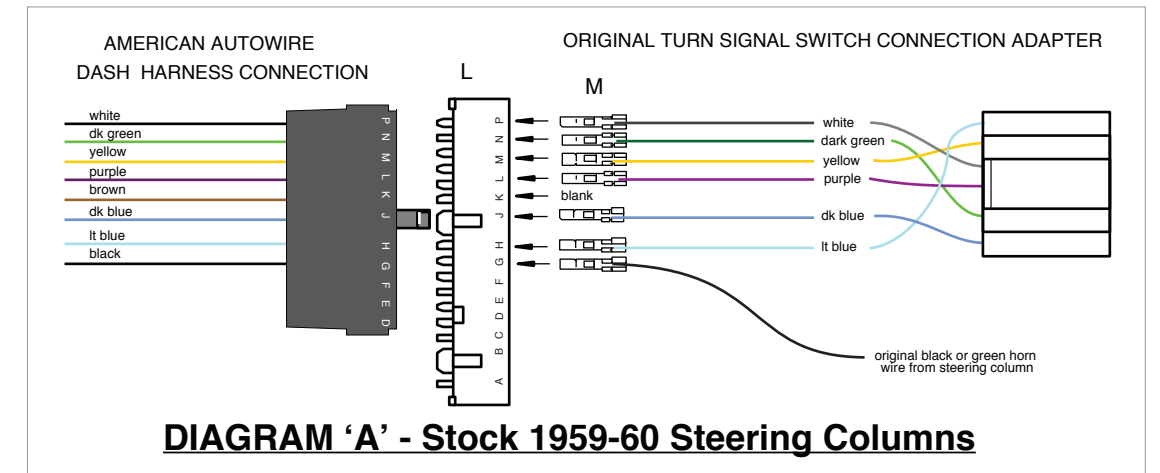 AMERICAN AUTOWIRE
DASH HARNESS CONNECTION
L
M
ORIGINAL TURN SIGNAL SWITCH CONNECTION ADAPTER
white
dk green
yellow
purple
brown
dk blue
lt blue
black
P
N
M
L
K
J
H
G
F
E
D
P
N
M
L
K
J
H
G
F
E
D
C
B
A
blank
white
dark green
yellow
purple
dk blue
lt blue
original black or green horn
wire from steering column
DIAGRAM ‘A’ - Stock 1959-60 Steering Columns